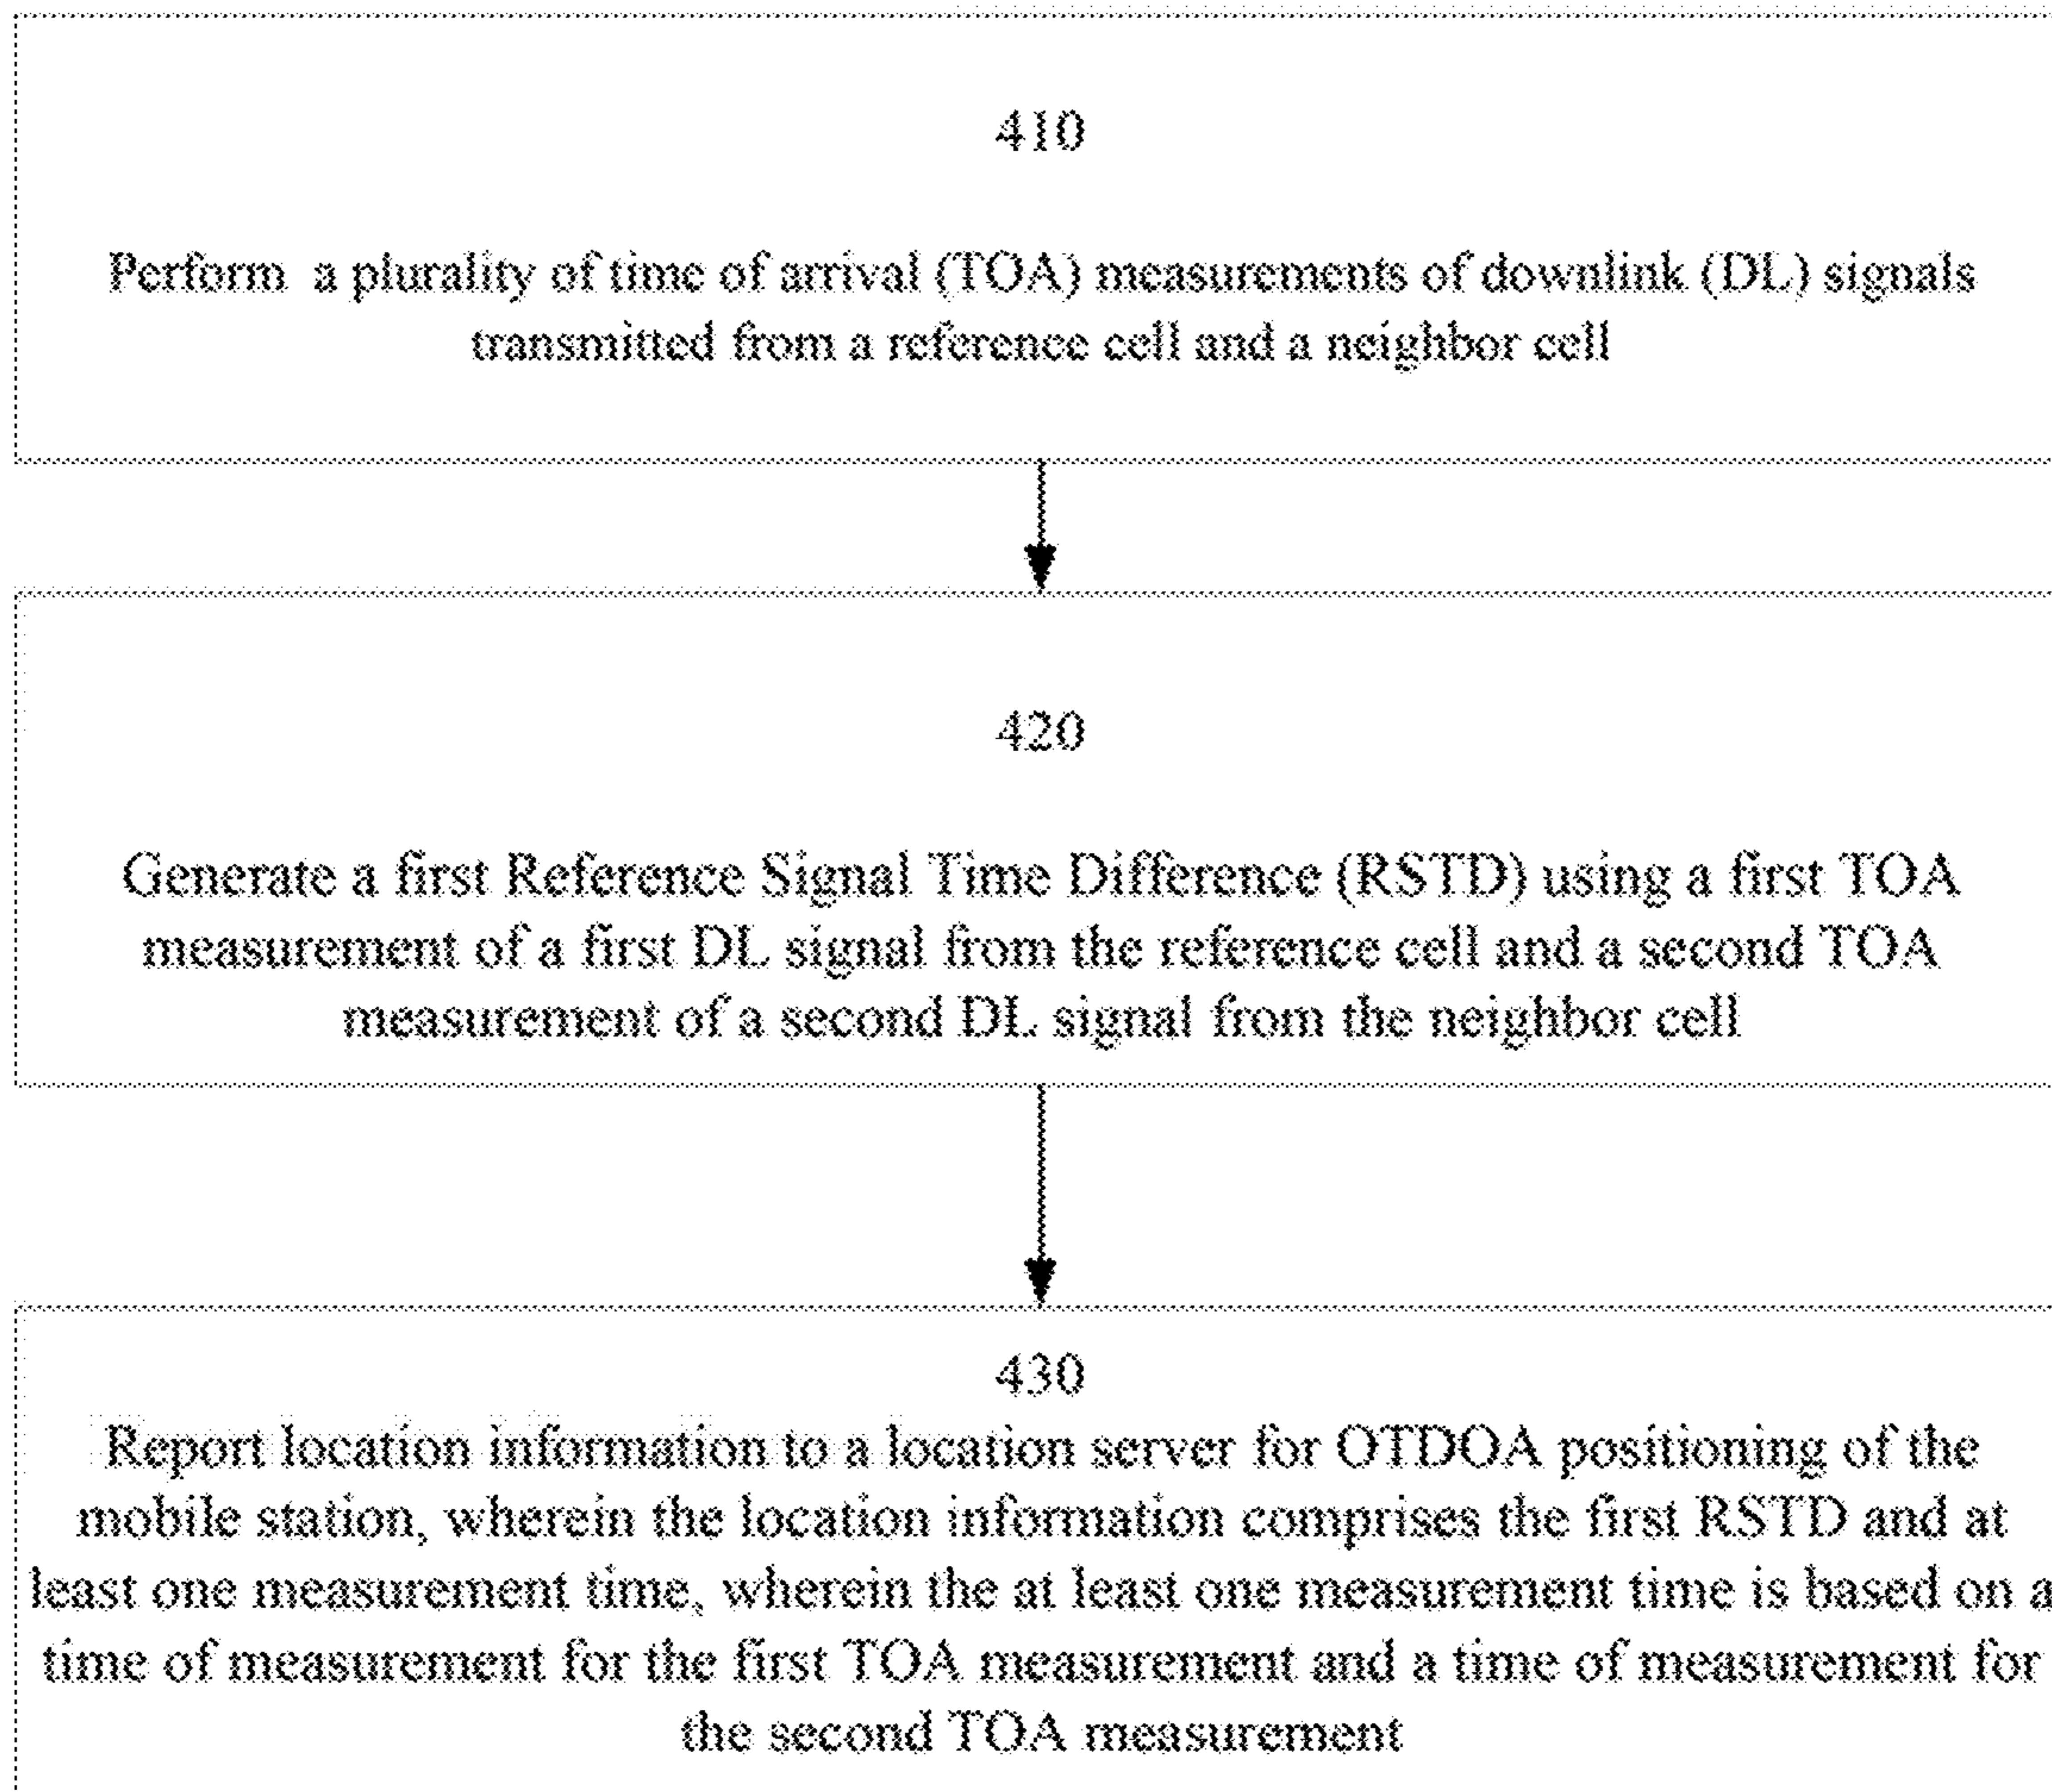 410
Perform a plurality of time of arrival (TOA) measurements of downlink (DL) signals
transmitted from a reference cell and a neighbor cell
420
Generate a first Reference Signal Time Difference (RSTD) using a first TOA
measurement of a first DL signal from the reference cell and a second TOA
measurement of a second DL signal from the neighbor cell
430
Report location information to a location server for OTDOA positioning of the
mobile station, wherein the location information comprises the first RSTD and at
least one measurement time, wherein the at least one measurement time is based on a
time of measurement for the first TOA measurement and a time of measurement for
the second TOA measurement